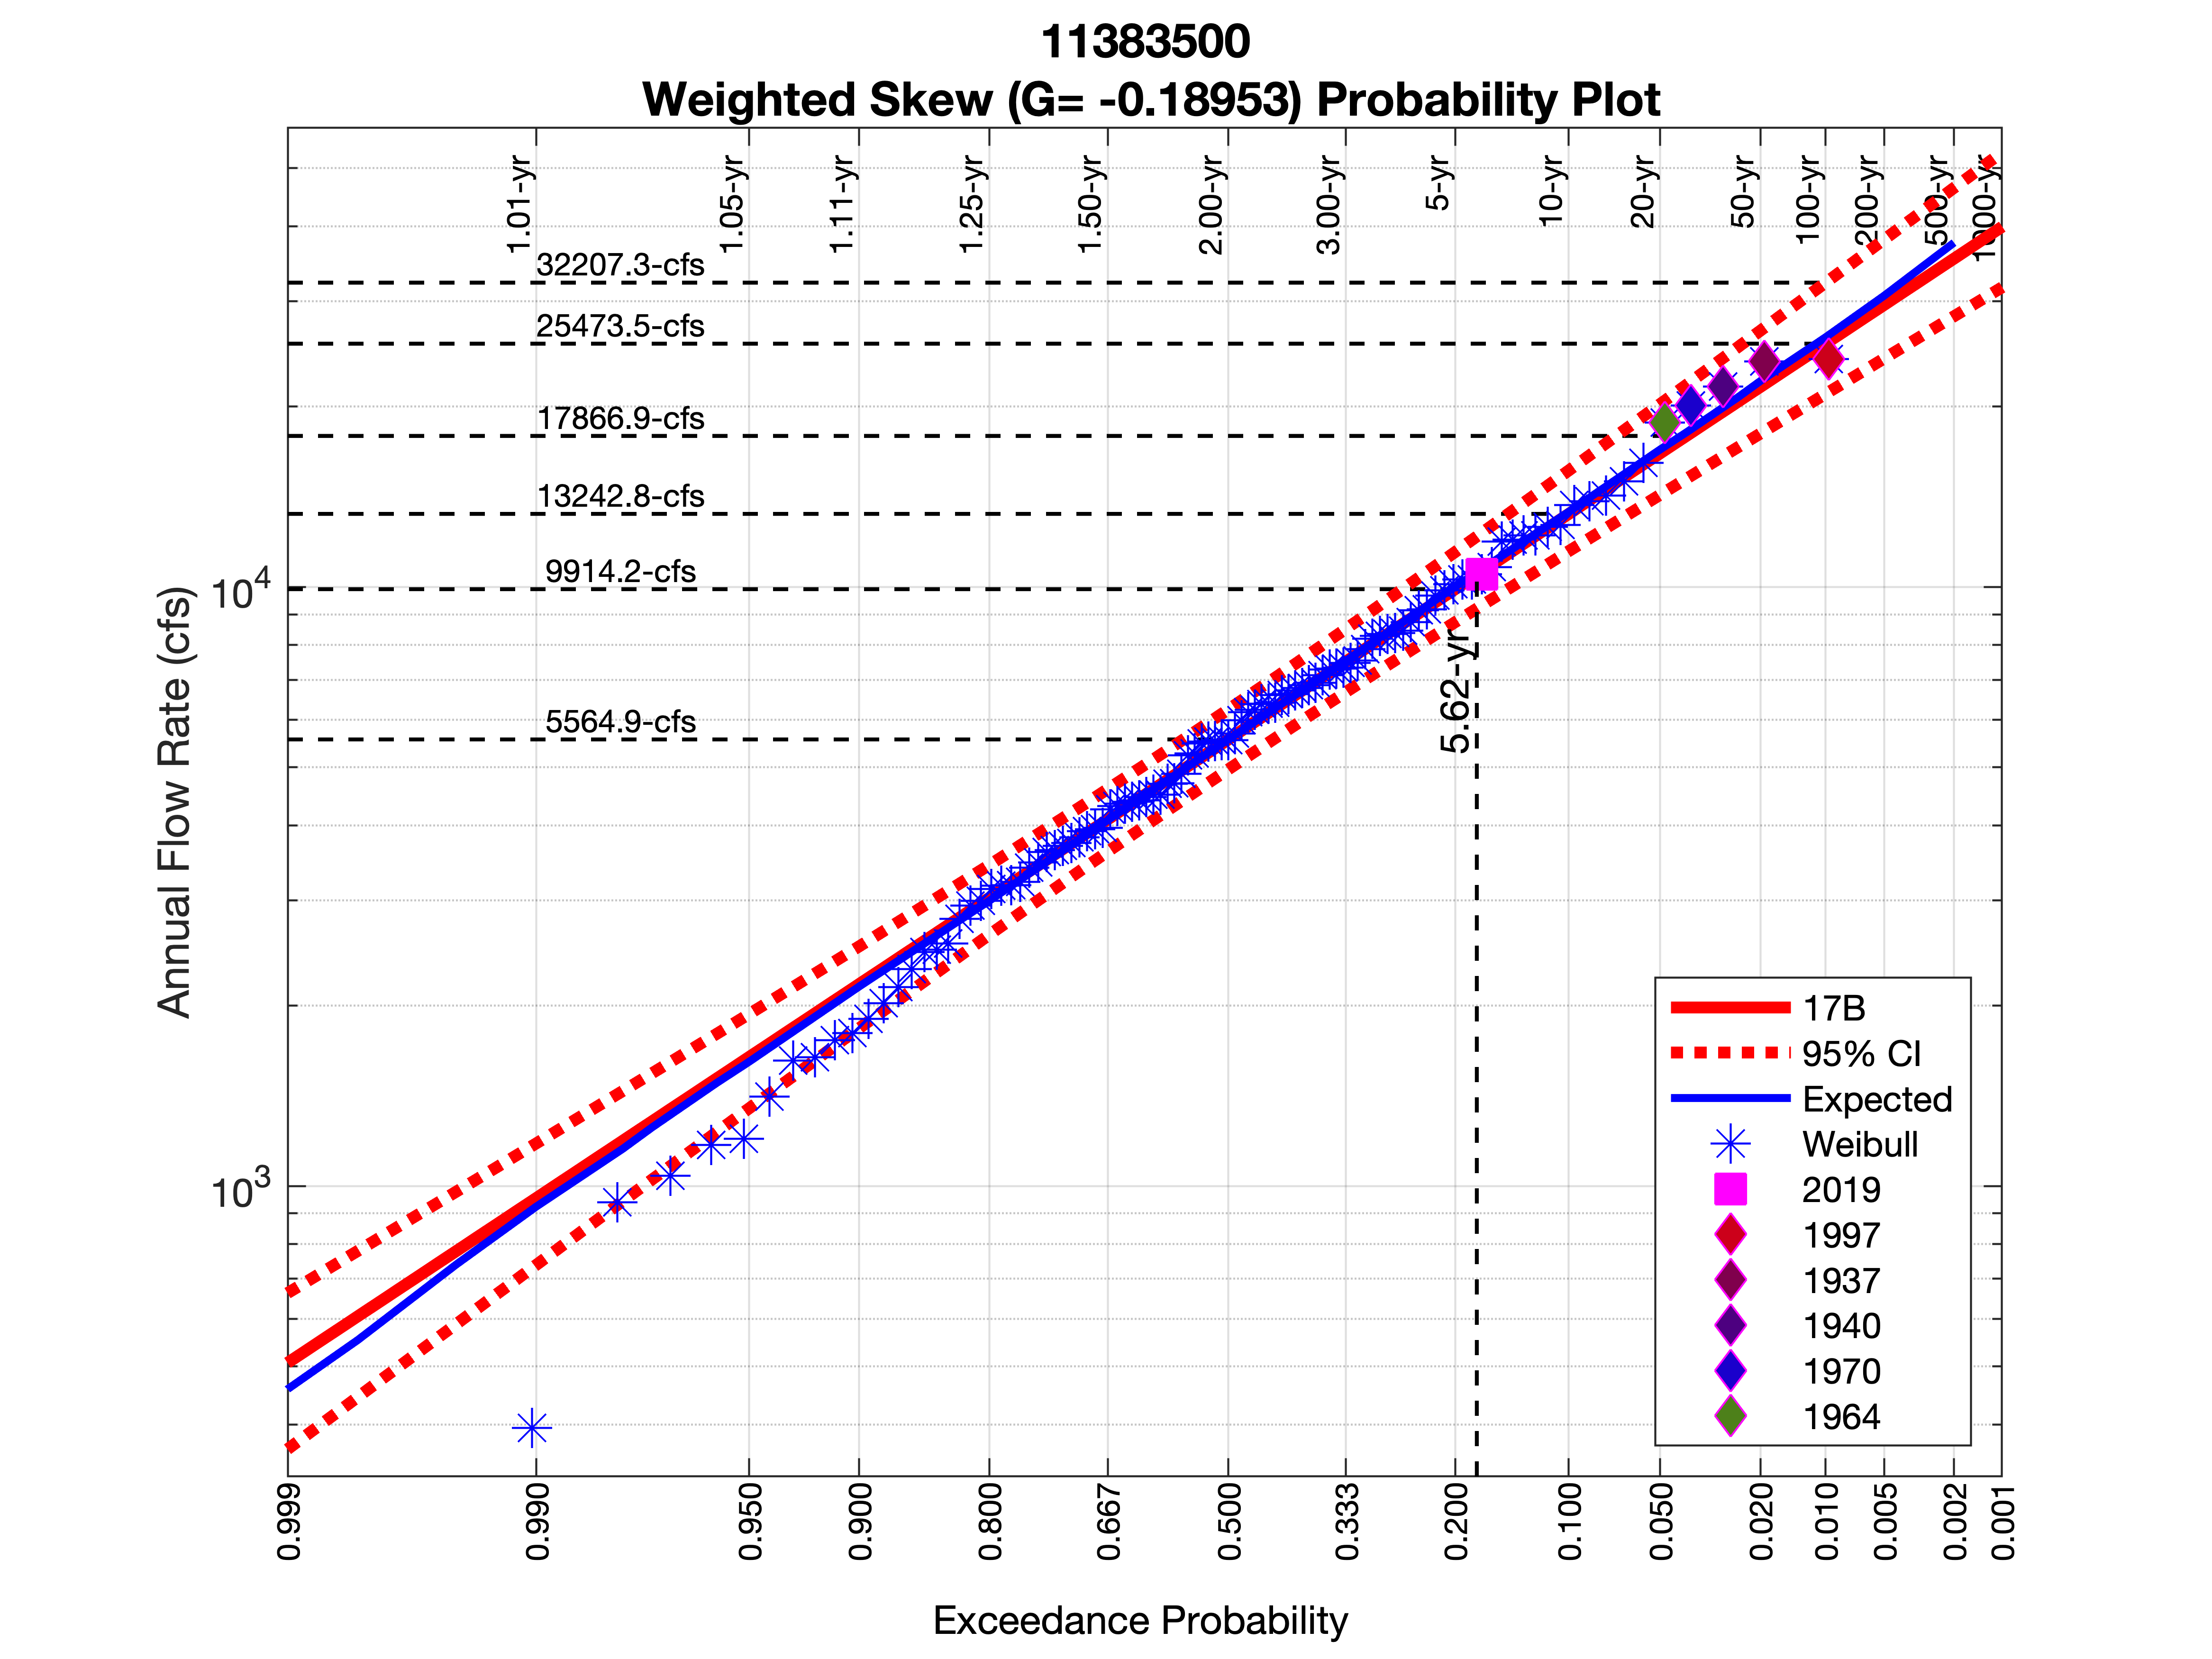 11383500
Weighted Skew (G= -0.18953) Probability Plot
1.01-yr
1.05-yr
1.11-yr
1.25-yr
1.50-yr
2.00-yr
3.00-yr
5-yr
10-yr
20-yr
50-yr
100-yr
200-yr
500-yr
1000-yr
32207.3-cfs
25473.5-cfs
17866.9-cfs
13242.8-cfs
9914.2-cfs
5564.9-cfs
5.62-yr
10⁴
10³
Annual Flow Rate (cfs)
17B
95% CI
Expected
Weibull
2019
1997
1937
1940
1970
1964
0.999
0.990
0.950
0.900
0.800
0.667
0.500
0.333
0.200
0.100
0.050
0.020
0.010
0.005
0.002
0.001
Exceedance Probability